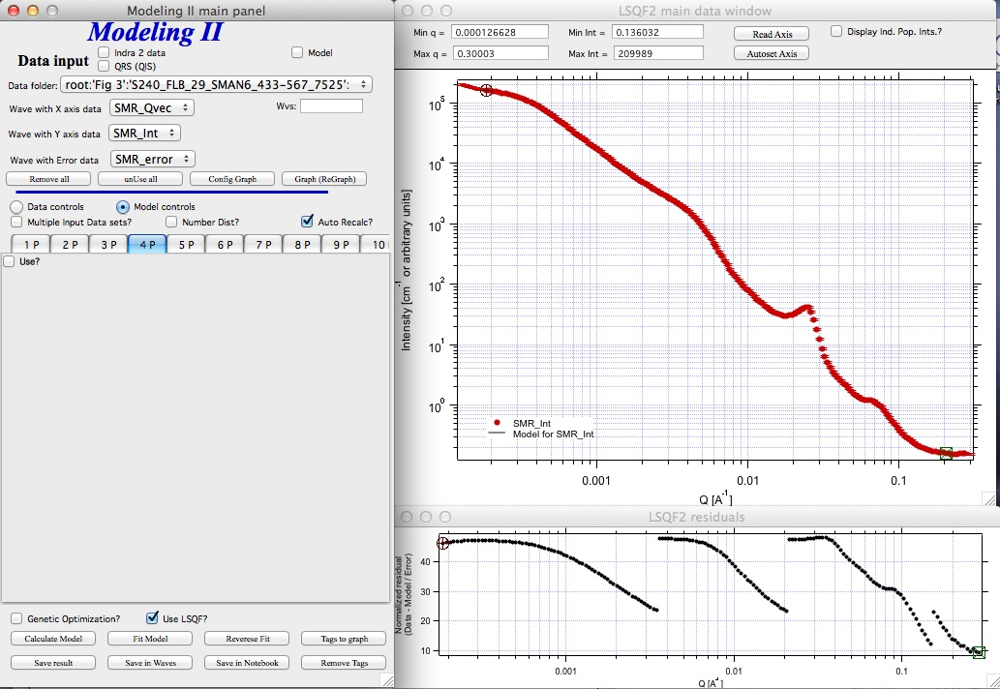 Modeling II main panel
Modeling II
Data input
Indra 2 data
QRS (QIS)
Model
Data folder: root:'Fig 3':'S240_FLB_29_SMAN6_433-567_7525':
Wave with X axis data SMR_Qvec
Wvs:
Wave with Y axis data SMR_Int
Wave with Error data SMR_error
Remove all unUse all Config Graph Graph (ReGraph)
Data controls Model controls
Multiple Input Data sets? Number Dist? Auto Recalc?
1 P 2 P 3 P 4 P 5 P 6 P 7 P 8 P 9 P 10
Use?
Genetic Optimization? Use LSQF?
Calculate Model Fit Model Reverese Fit Tags to graph
Save result Save in Waves Save in Notebook Remove Tags
LSQF2 main data window
Min q = 0.000126628 Min Int = 0.136032 Read Axis Display Ind. Pop. Ints.?
Max q = 0.30003 Max Int = 209989 Autoset Axis
Intensity [cm-1 or arbitrary units]
10^5
10^4
10^3
10^2
10^1
10^0
SMR_Int
Model for SMR_Int
0.001 0.01 0.1
Q [A-1]
LSQF2 residuals
Normalized residual
(Data - Model / Error)
40
30
20
10
0.001 0.01 0.1
Q [A-1]